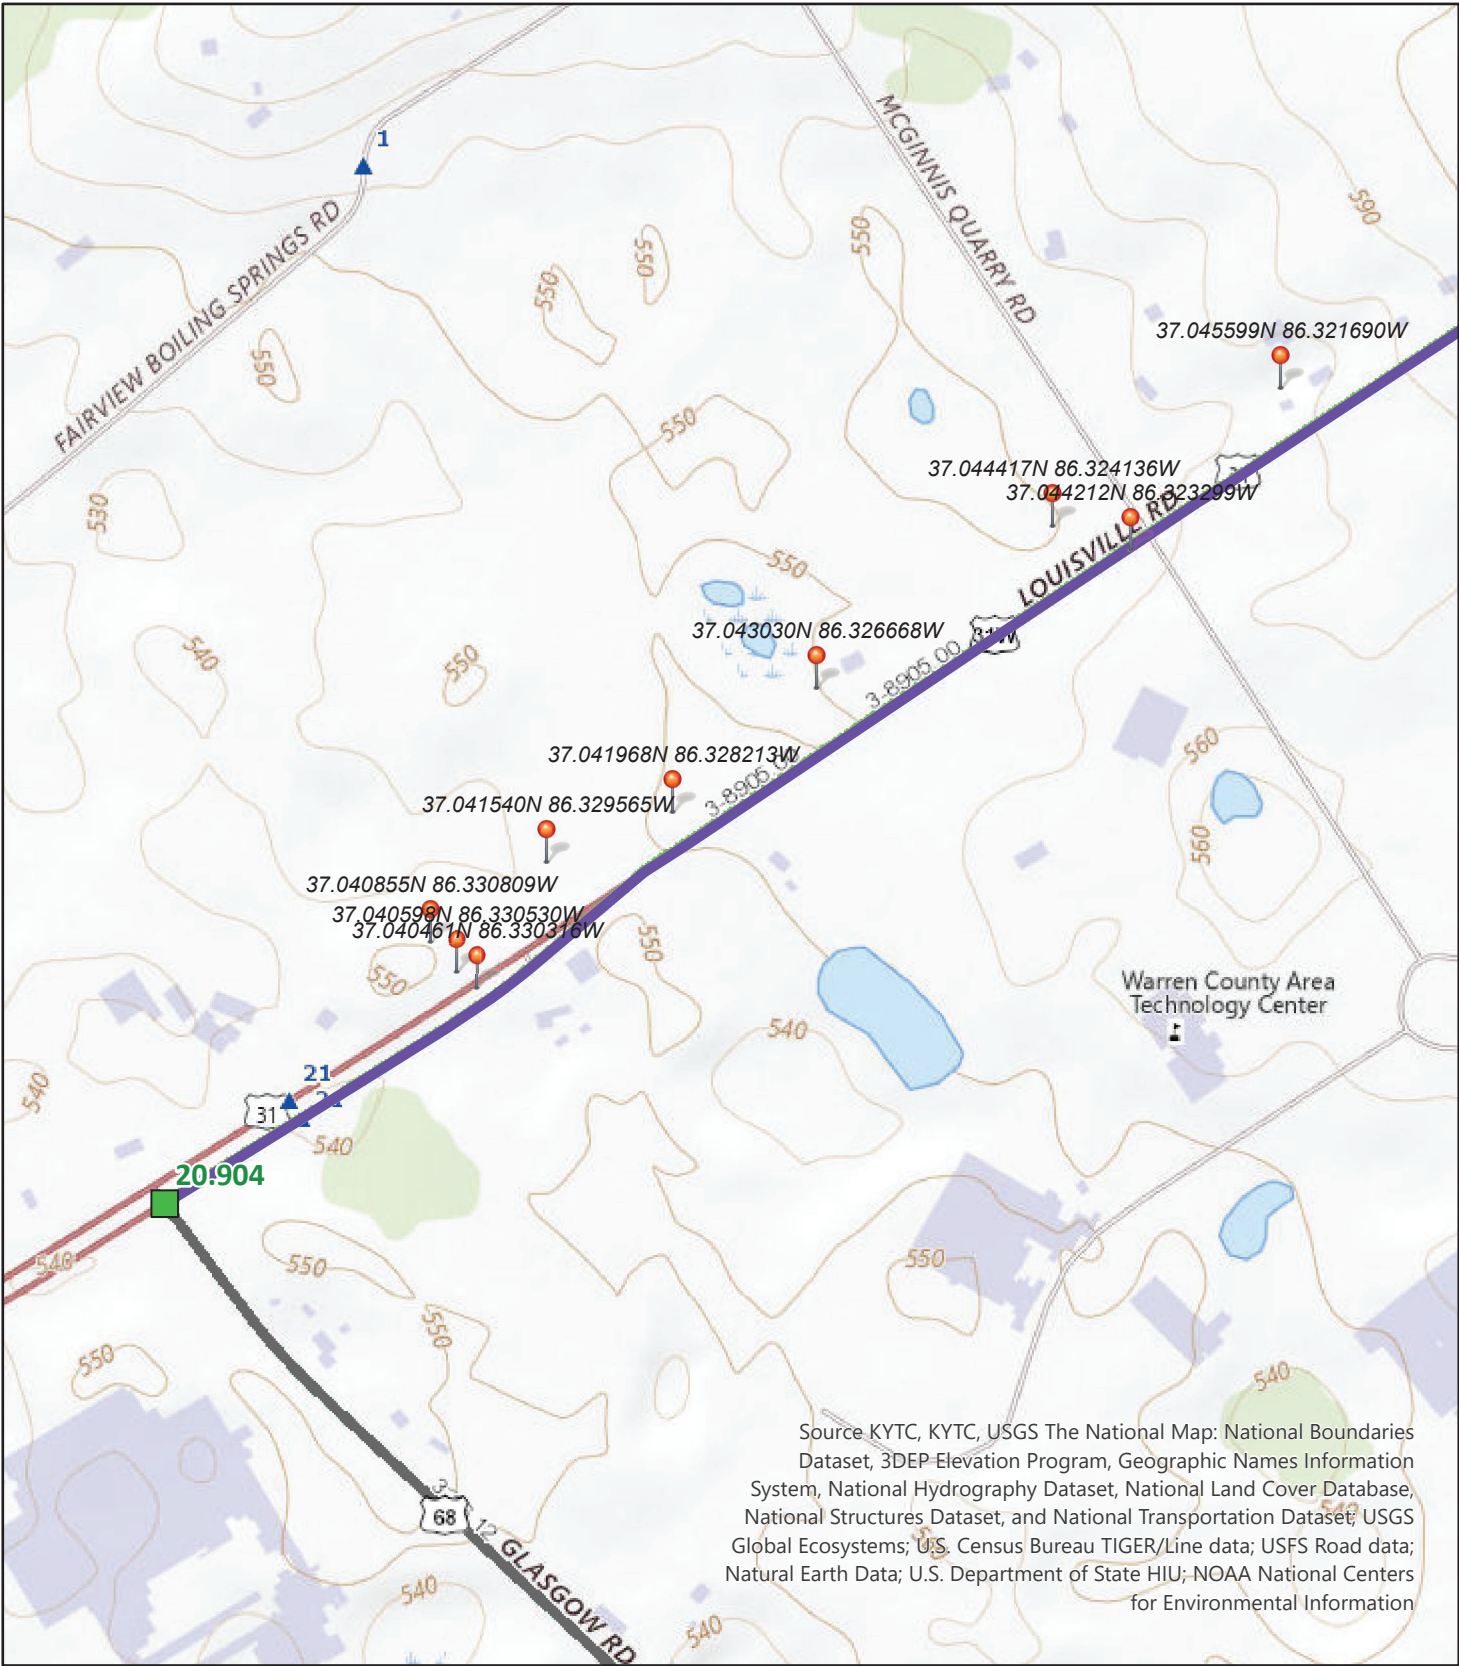 1
MCGINNIS QUARRY RD
FAIRVIEW BOILING SPRINGS RD
590
550
550
550
550
37.045599N 86.321690W
550
37.044417N 86.324136W
37.044212N 86.323299W
530
LOUISVILLE RD
550
31W
37.043030N 86.326668W
540
550
3-8905.00
560
37.041968N 86.328213W
3-8905.00
37.041540N 86.329565W
560
37.040855N 86.330809W
37.040598N 86.330530W
37.040461N 86.330316W
550
550
Warren County Area
Technology Center
540
21
21
540
31
540
20.904
540
550
550
550
550
540
68
12
GLASGOW RD
540
540
540
Source KYTC, KYTC, USGS The National Map: National Boundaries
Dataset, 3DEP Elevation Program, Geographic Names Information
System, National Hydrography Dataset, National Land Cover Database,
National Structures Dataset, and National Transportation Dataset; USGS
Global Ecosystems; U.S. Census Bureau TIGER/Line data; USFS Road data;
Natural Earth Data; U.S. Department of State HIU; NOAA National Centers
for Environmental Information